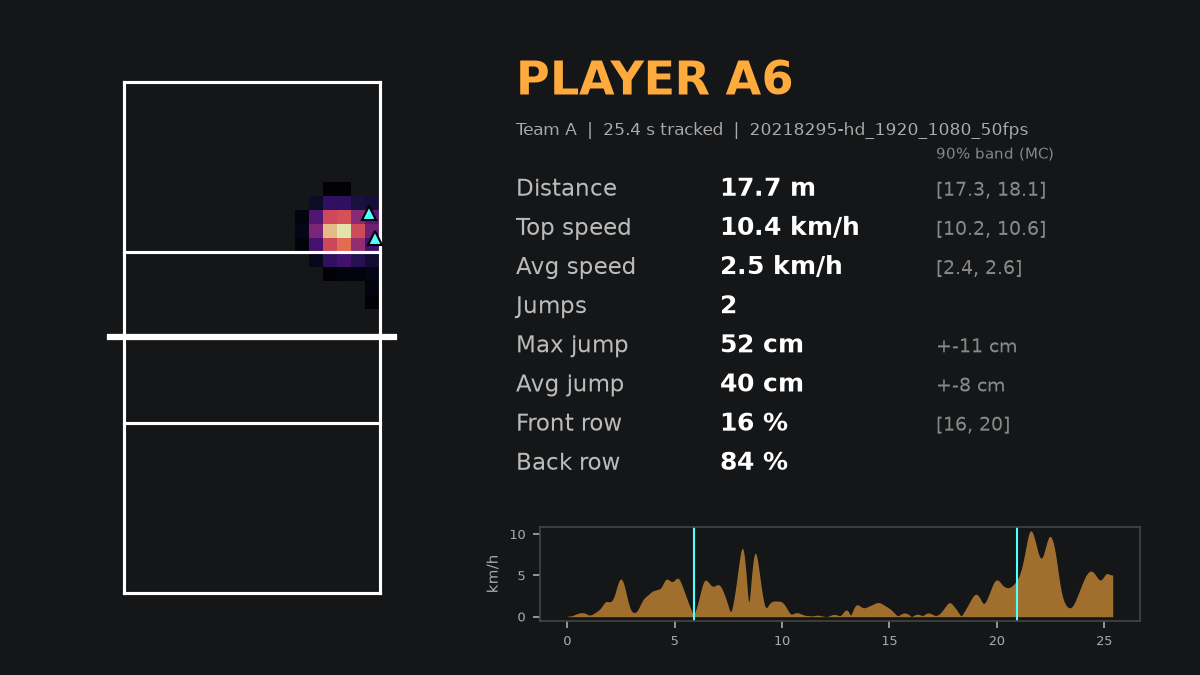 PLAYER A6
Team A | 25.4 s tracked | 20218295-hd_1920_1080_50fps
90% band (MC)
Distance 17.7 m [17.3, 18.1]
Top speed 10.4 km/h [10.2, 10.6]
Avg speed 2.5 km/h [2.4, 2.6]
Jumps 2
Max jump 52 cm +-11 cm
Avg jump 40 cm +-8 cm
Front row 16 % [16, 20]
Back row 84 %
km/h
10
5
0
0 5 10 15 20 25